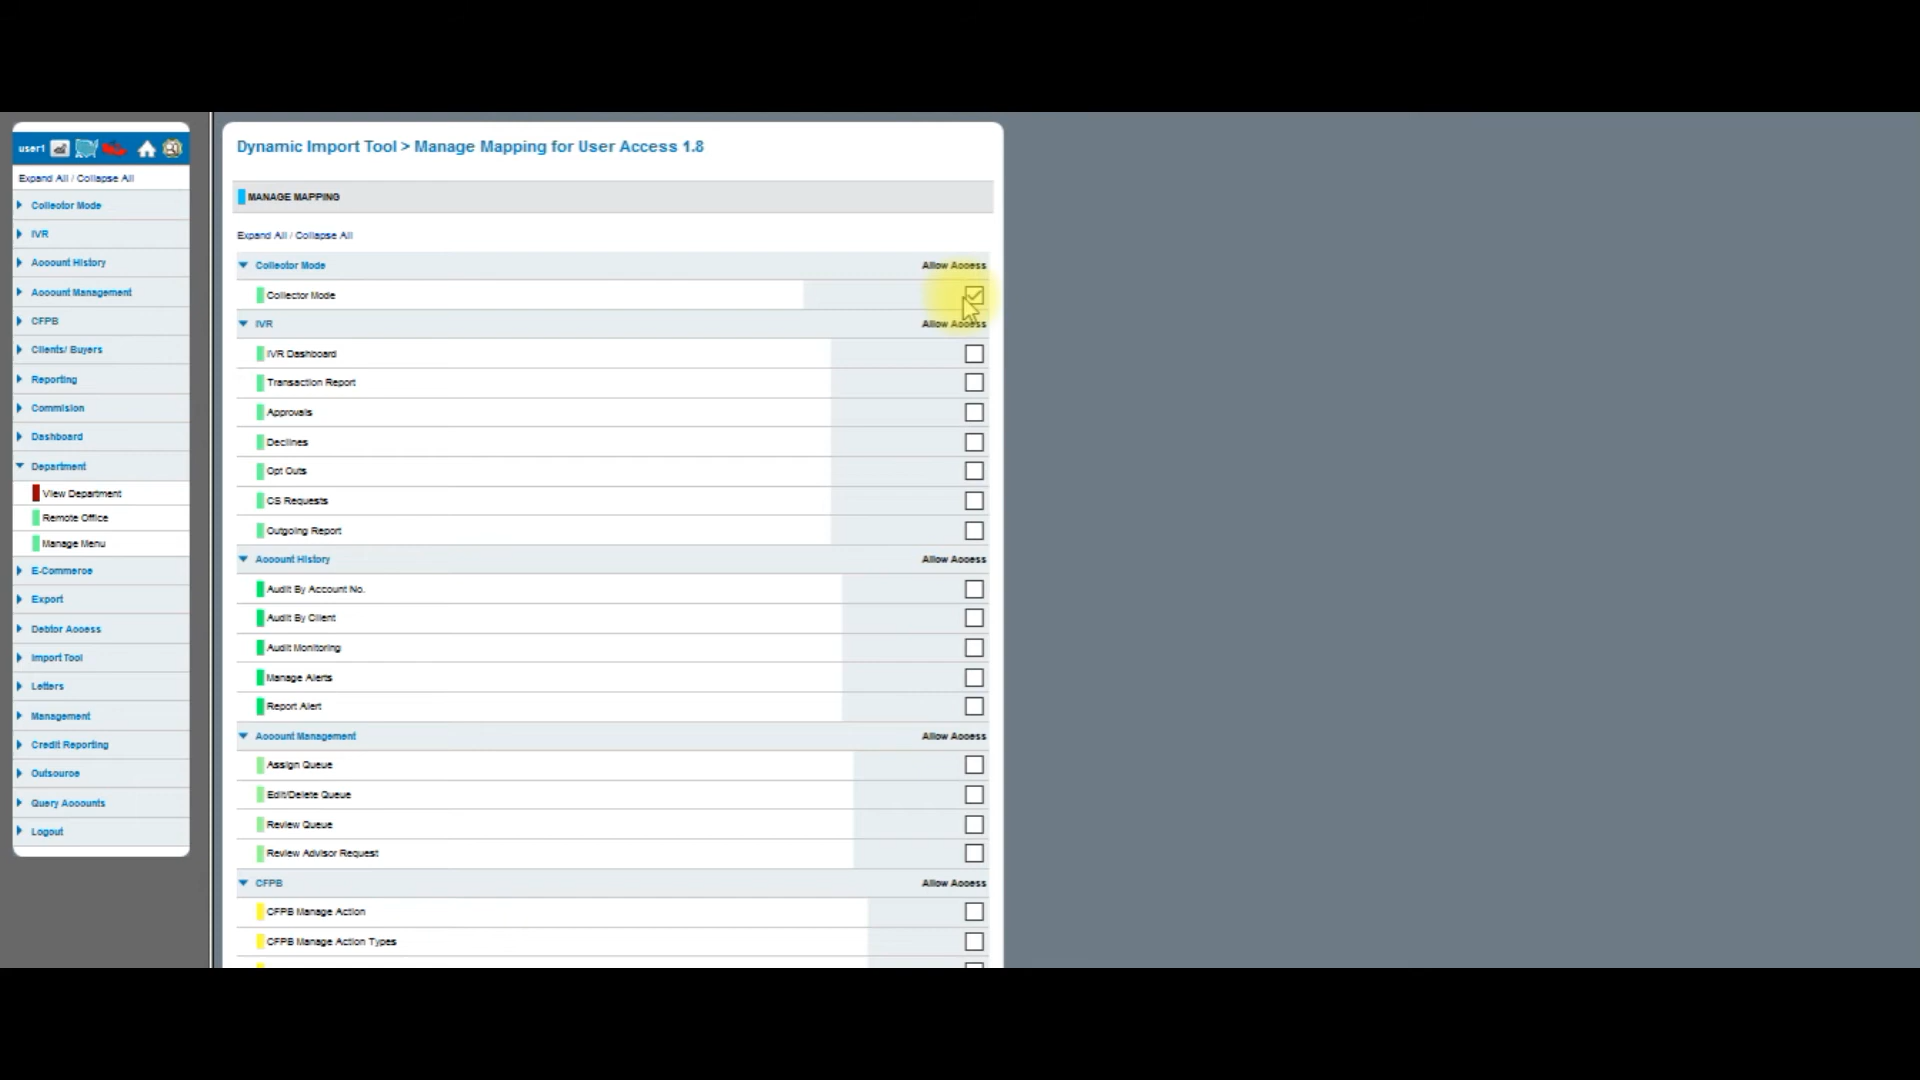 user1
Expand All / Collapse All
Collector Mode
IVR
Account History
Account Management
CFPB
Clients/ Buyers
Reporting
Commision
Dashboard
Department
View Department
Remote Office
Manage Menu
E-Commerce
Export
Debtor Access
Import Tool
Letters
Management
Credit Reporting
Outsource
Query Accounts
Logout
Dynamic Import Tool > Manage Mapping for User Access 1.8
MANAGE MAPPING
Expand All / Collapse All
Collector Mode Allow Access
Collector Mode
IVR Allow Access
IVR Dashboard
Transaction Report
Approvals
Declines
Opt Outs
CS Requests
Outgoing Report
Account History Allow Access
Audit By Account No.
Audit By Client
Audit Monitoring
Manage Alerts
Report Alert
Account Management Allow Access
Assign Queue
Edit/Delete Queue
Review Queue
Review Advisor Request
CFPB Allow Access
CFPB Manage Action
CFPB Manage Action Types